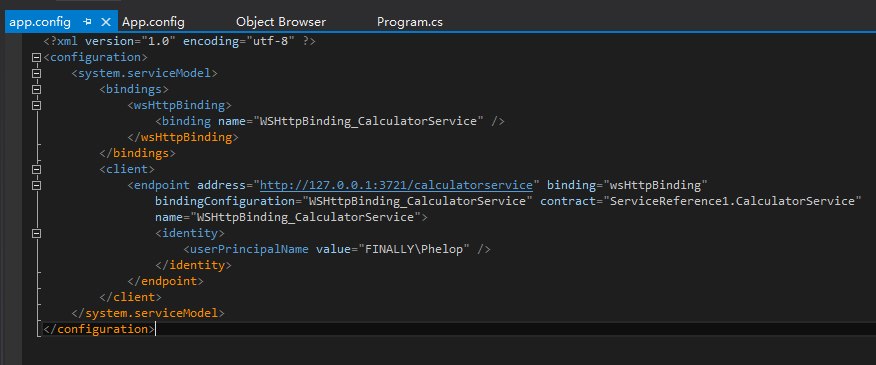 app.config App.config Object Browser Program.cs
<?xml version="1.0" encoding="utf-8" ?>
<configuration>
<system.serviceModel>
<bindings>
<wsHttpBinding>
<binding name="WSHttpBinding_CalculatorService" />
</wsHttpBinding>
</bindings>
<client>
<endpoint address="http://127.0.0.1:3721/calculatorservice" binding="wsHttpBinding"
bindingConfiguration="WSHttpBinding_CalculatorService" contract="ServiceReference1.CalculatorService"
name="WSHttpBinding_CalculatorService">
<identity>
<userPrincipalName value="FINALLY\Phelop" />
</identity>
</endpoint>
</client>
</system.serviceModel>
</configuration>